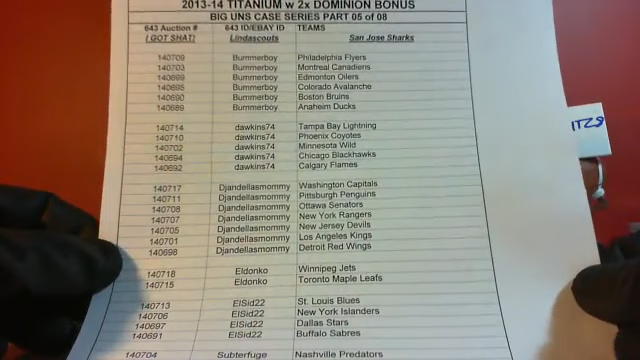 2013-14 TITANIUM w 2x DOMINION BONUS
BIG UNS CASE SERIES PART 05 of 08
643 Auction # 643 ID/EBAY ID TEAMS
(I GOT SHAT) Lindascouts San Jose Sharks
140709 Bummerboy Philadelphia Flyers
140703 Bummerboy Montreal Canadiens
140699 Bummerboy Edmonton Oilers
140695 Bummerboy Colorado Avalanche
140690 Bummerboy Boston Bruins
140689 Bummerboy Anaheim Ducks
140714 dawkins74 Tampa Bay Lightning
140710 dawkins74 Phoenix Coyotes
140702 dawkins74 Minnesota Wild
140694 dawkins74 Chicago Blackhawks
140692 dawkins74 Calgary Flames
140717 Djandellasmommy Washington Capitals
140711 Djandellasmommy Pittsburgh Penguins
140708 Djandellasmommy Ottawa Senators
140707 Djandellasmommy New York Rangers
140705 Djandellasmommy New Jersey Devils
140701 Djandellasmommy Los Angeles Kings
140698 Djandellasmommy Detroit Red Wings
140718 Eldonko Winnipeg Jets
140715 Eldonko Toronto Maple Leafs
140713 ElSid22 St. Louis Blues
140706 ElSid22 New York Islanders
140697 ElSid22 Dallas Stars
140691 ElSid22 Buffalo Sabres
140704 Subterfuge Nashville Predators